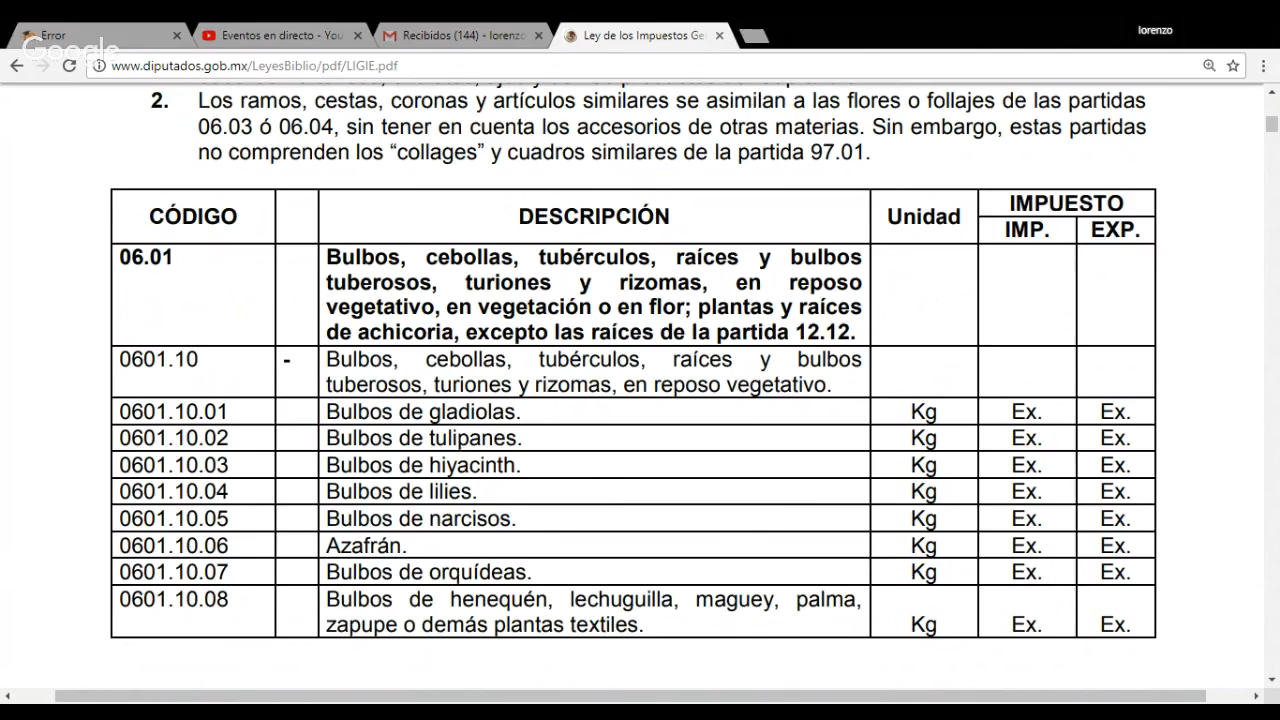 lorenzo
Error
Eventos en directo - You
Recibidos (144) - lorenzo
Ley de los Impuestos Ge
Google
www.diputados.gob.mx/LeyesBiblio/pdf/LIGIE.pdf
2. Los ramos, cestas, coronas y artículos similares se asimilan a las flores o follajes de las partidas
06.03 ó 06.04, sin tener en cuenta los accesorios de otras materias. Sin embargo, estas partidas
no comprenden los “collages” y cuadros similares de la partida 97.01.
CÓDIGO DESCRIPCIÓN Unidad IMPUESTO
IMP. EXP.
06.01 Bulbos, cebollas, tubérculos, raíces y bulbos
tuberosos, turiones y rizomas, en reposo
vegetativo, en vegetación o en flor; plantas y raíces
de achicoria, excepto las raíces de la partida 12.12.
0601.10 - Bulbos, cebollas, tubérculos, raíces y bulbos
tuberosos, turiones y rizomas, en reposo vegetativo.
0601.10.01 Bulbos de gladiolas. Kg Ex. Ex.
0601.10.02 Bulbos de tulipanes. Kg Ex. Ex.
0601.10.03 Bulbos de hiyacinth. Kg Ex. Ex.
0601.10.04 Bulbos de lilies. Kg Ex. Ex.
0601.10.05 Bulbos de narcisos. Kg Ex. Ex.
0601.10.06 Azafrán. Kg Ex. Ex.
0601.10.07 Bulbos de orquídeas. Kg Ex. Ex.
0601.10.08 Bulbos de henequén, lechuguilla, maguey, palma,
zapupe o demás plantas textiles. Kg Ex. Ex.